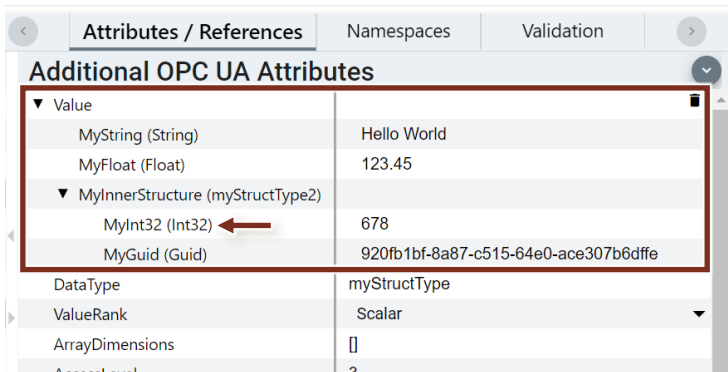 Attributes / References Namespaces Validation
Additional OPC UA Attributes
Value
MyString (String) Hello World
MyFloat (Float) 123.45
MyInnerStructure (myStructType2)
MyInt32 (Int32) 678
MyGuid (Guid) 920fb1bf-8a87-c515-64e0-ace307b6dffe
DataType myStructType
ValueRank Scalar
ArrayDimensions []